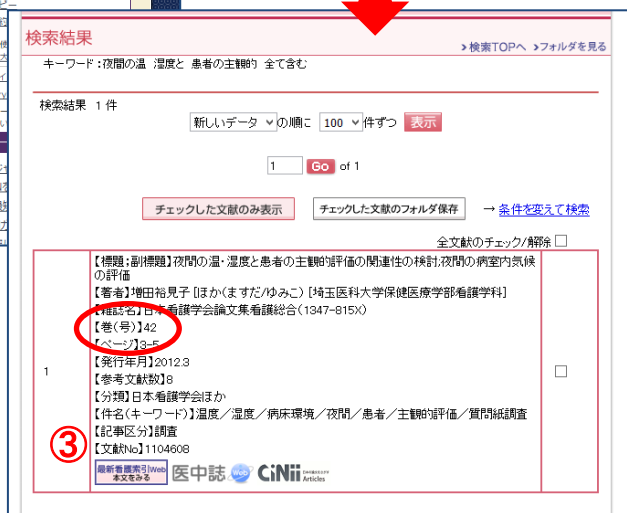 検索結果
>検索TOPへ >フォルダを見る
キーワード:夜間の温 湿度と 患者の主観的 全て含む
検索結果 1 件
新しいデータ の順に 100 件ずつ 表示
1 Go of 1
チェックした文献のみ表示 チェックした文献のフォルダ保存 → 条件を変えて検索
全文献のチェック/解除
【標題;副標題】夜間の温・湿度と患者の主観的評価の関連性の検討;夜間の病室内気候
の評価
【著者】増田裕見子 [ほか(ますだ/ゆみこ) [埼玉医科大学保健医療学部看護学科]
【雑誌名】日本看護学会論文集看護総合(1347-815X)
【巻(号)】42
【ページ】3-5
【発行年月】2012.3
1
【参考文献数】8
【分類】日本看護学会ほか
【件名(キーワード)】温度/湿度/病床環境/夜間/患者/主観的評価/質問紙調査
【記事区分】調査
③
【文献No】1104608
最新看護索引Web 本文をみる 医中誌 Web CiNii Articles